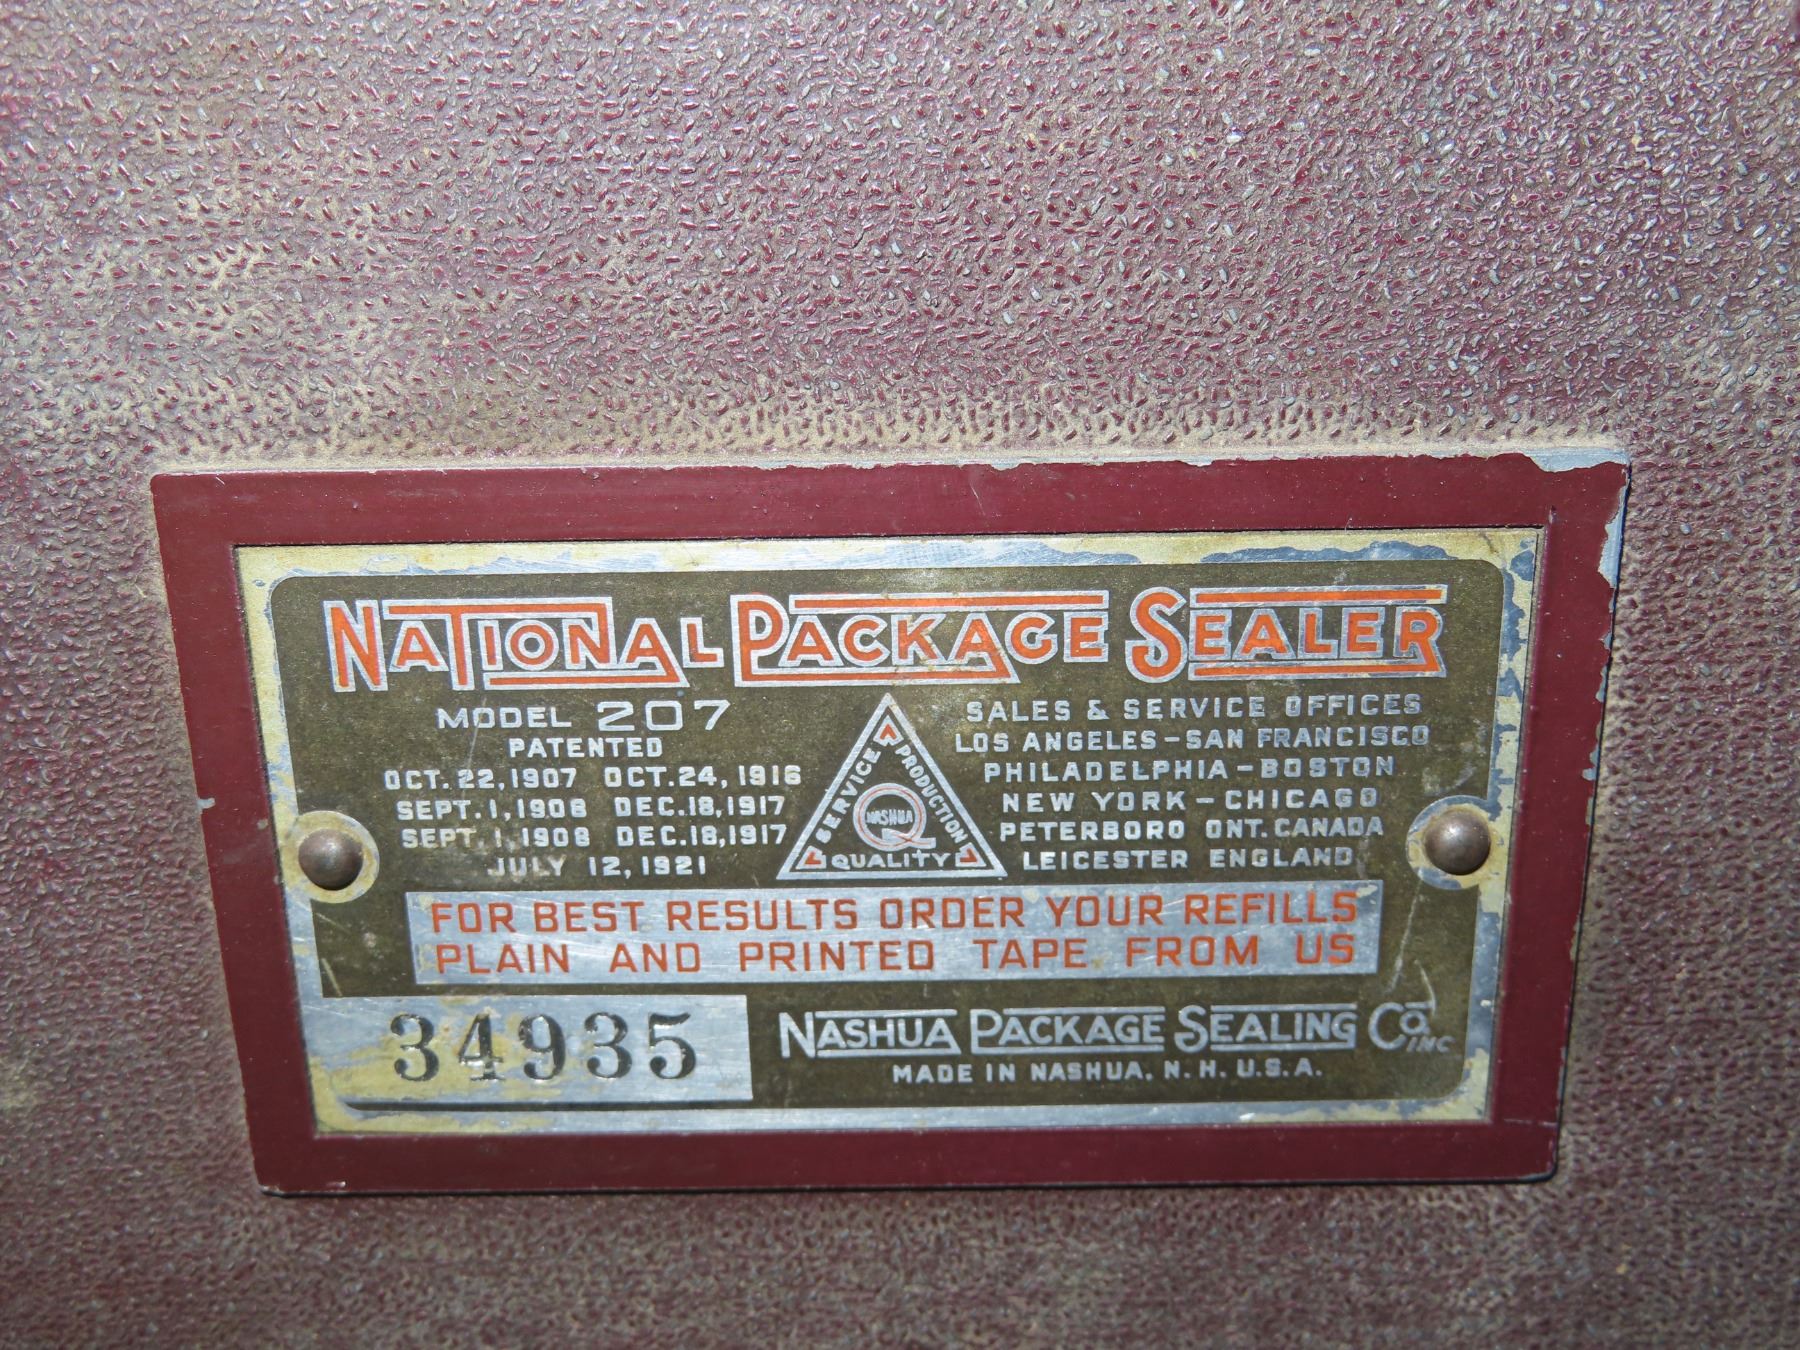 NATIONAL PACKAGE SEALER
MODEL 207
PATENTED
OCT. 22, 1907 OCT. 24, 1916
SEPT. 1, 1908 DEC. 18, 1917
SEPT. 1, 1908 DEC. 18, 1917
JULY 12, 1921
SERVICE PRODUCTION
NASHUA
QUALITY
SALES & SERVICE OFFICES
LOS ANGELES - SAN FRANCISCO
PHILADELPHIA - BOSTON
NEW YORK - CHICAGO
PETERBORO ONT. CANADA
LEICESTER ENGLAND
FOR BEST RESULTS ORDER YOUR REFILLS
PLAIN AND PRINTED TAPE FROM US
34935
NASHUA PACKAGE SEALING CO. INC
MADE IN NASHUA, N. H. U.S.A.